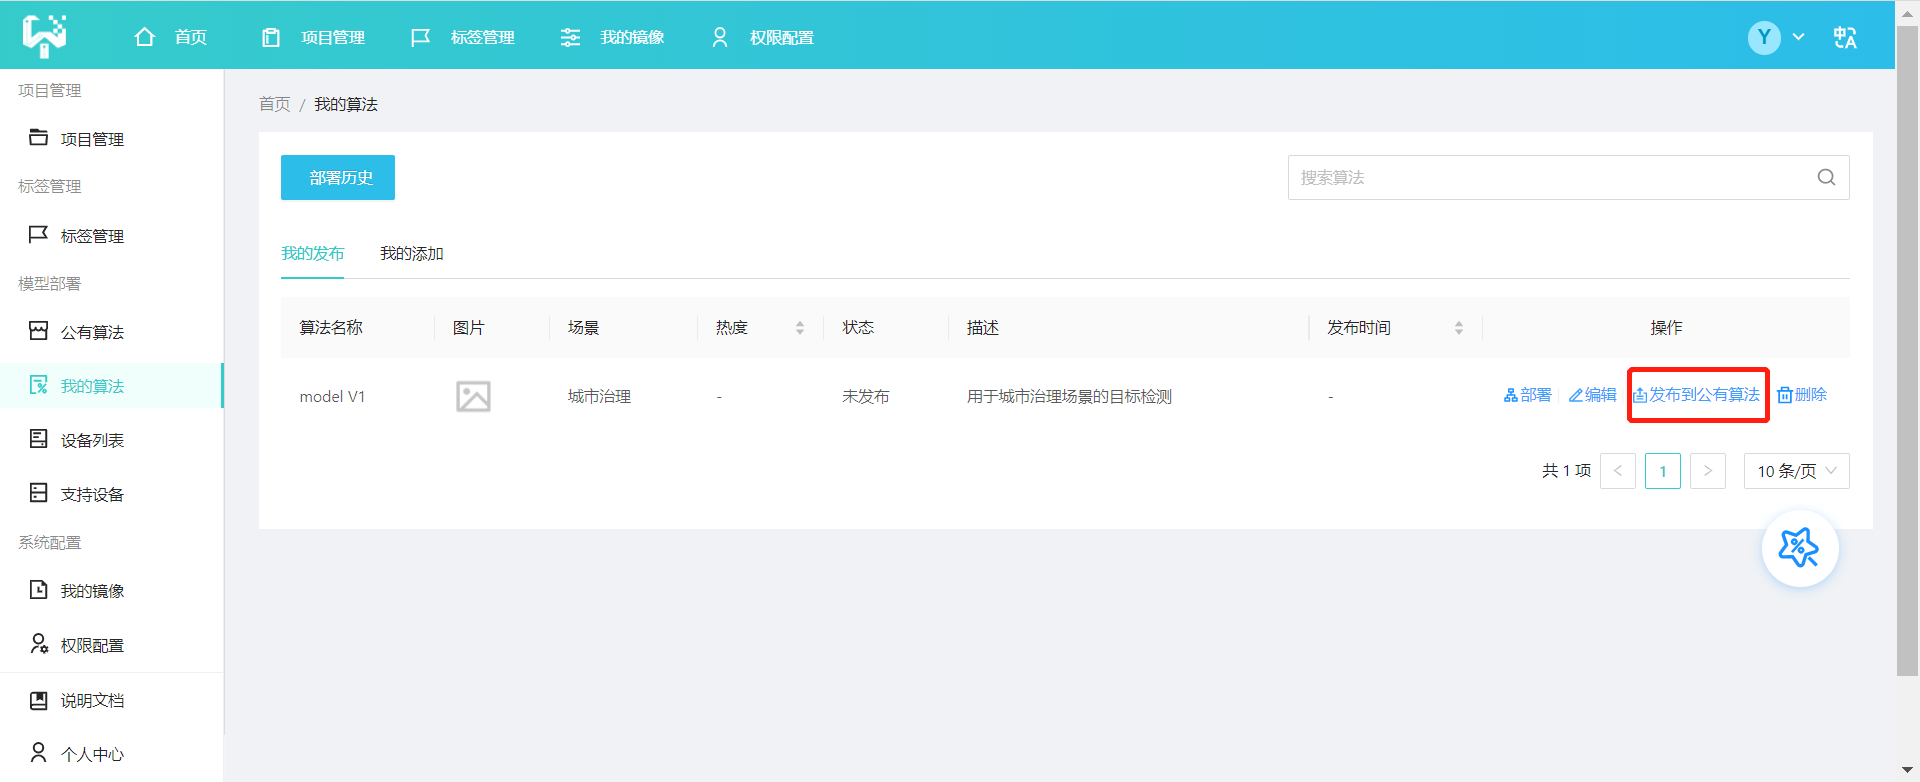 首页 项目管理 标签管理 我的镜像 权限配置 Y
项目管理
项目管理
标签管理
标签管理
模型部署
公有算法
我的算法
设备列表
支持设备
系统配置
我的镜像
权限配置
说明文档
个人中心
首页 / 我的算法
部署历史 搜索算法
我的发布 我的添加
算法名称 图片 场景 热度 状态 描述 发布时间 操作
model V1 城市治理 - 未发布 用于城市治理场景的目标检测 - 部署 编辑 发布到公有算法 删除
共 1 项 < 1 > 10 条/页